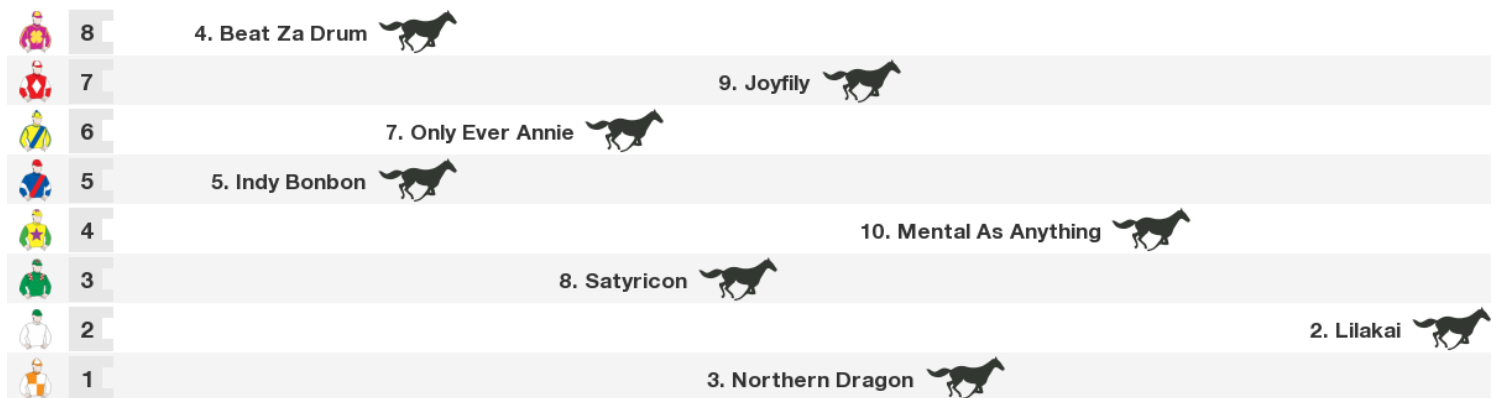 8 4. Beat Za Drum
7 9. Joyfily
6 7. Only Ever Annie
5 5. Indy Bonbon
4 10. Mental As Anything
3 8. Satyricon
2 2. Lilakai
1 3. Northern Dragon